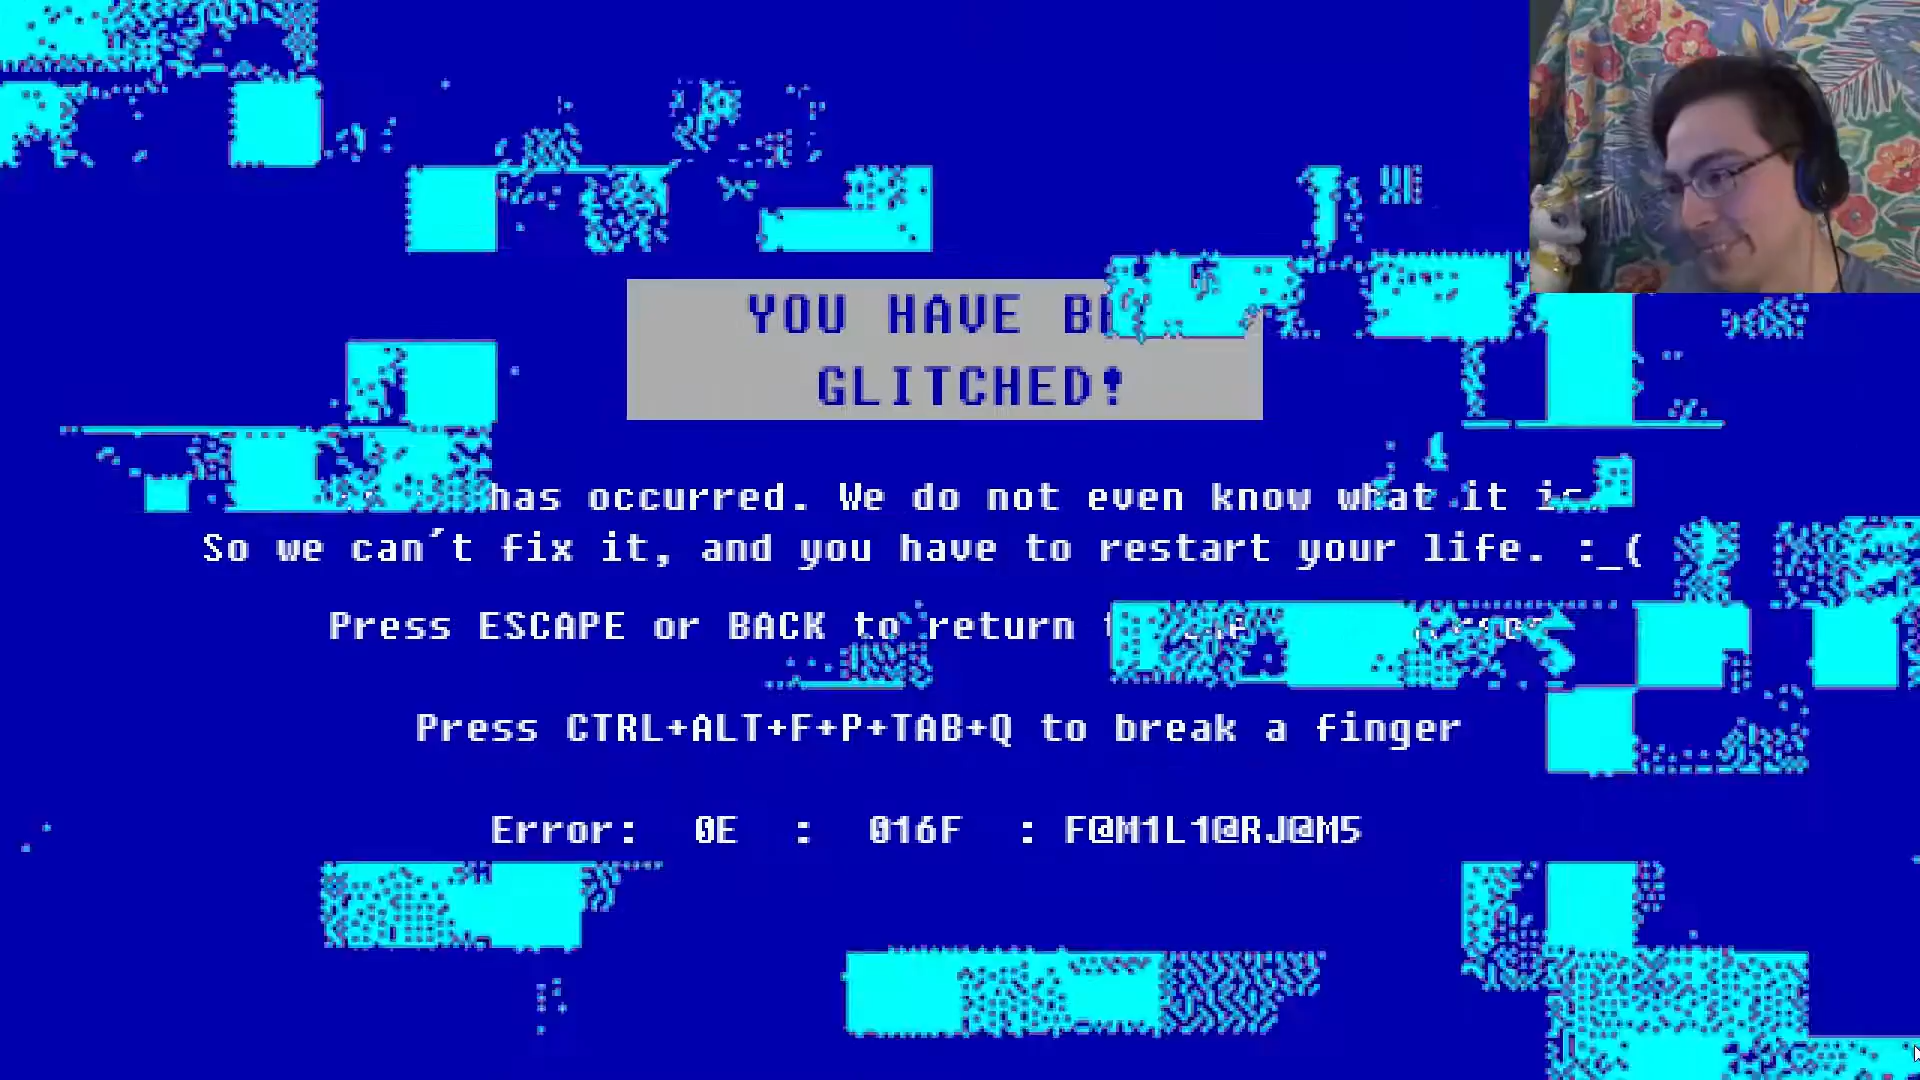 YOU HAVE
GLITCHED!
has occurred. We do not even know what it is.
So we can't fix it, and you have to restart your life. :_(
Press ESCAPE or BACK to return
Press CTRL+ALT+F+P+TAB+Q to break a finger
Error: 0E : 016F : F@M1L1@RJ@M5